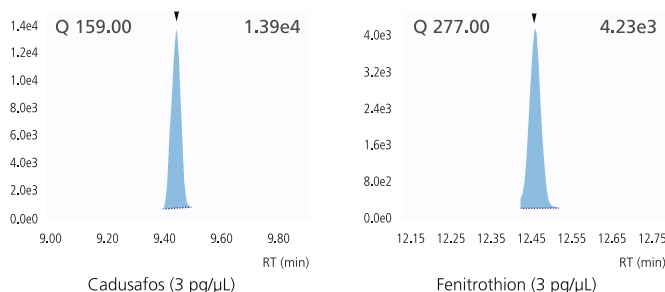 Q 159.00 1.39e4
1.4e4
1.2e4
1.0e4
8.0e3
6.0e3
4.0e3
2.0e3
0.0e0
9.00 9.20 9.40 9.60 9.80
RT (min)
Cadusafos (3 pg/µL)
Q 277.00 4.23e3
4.0e3
3.2e3
2.4e3
1.6e3
8.0e2
0.0e0
12.15 12.25 12.35 12.45 12.55 12.65 12.75
RT (min)
Fenitrothion (3 pg/µL)